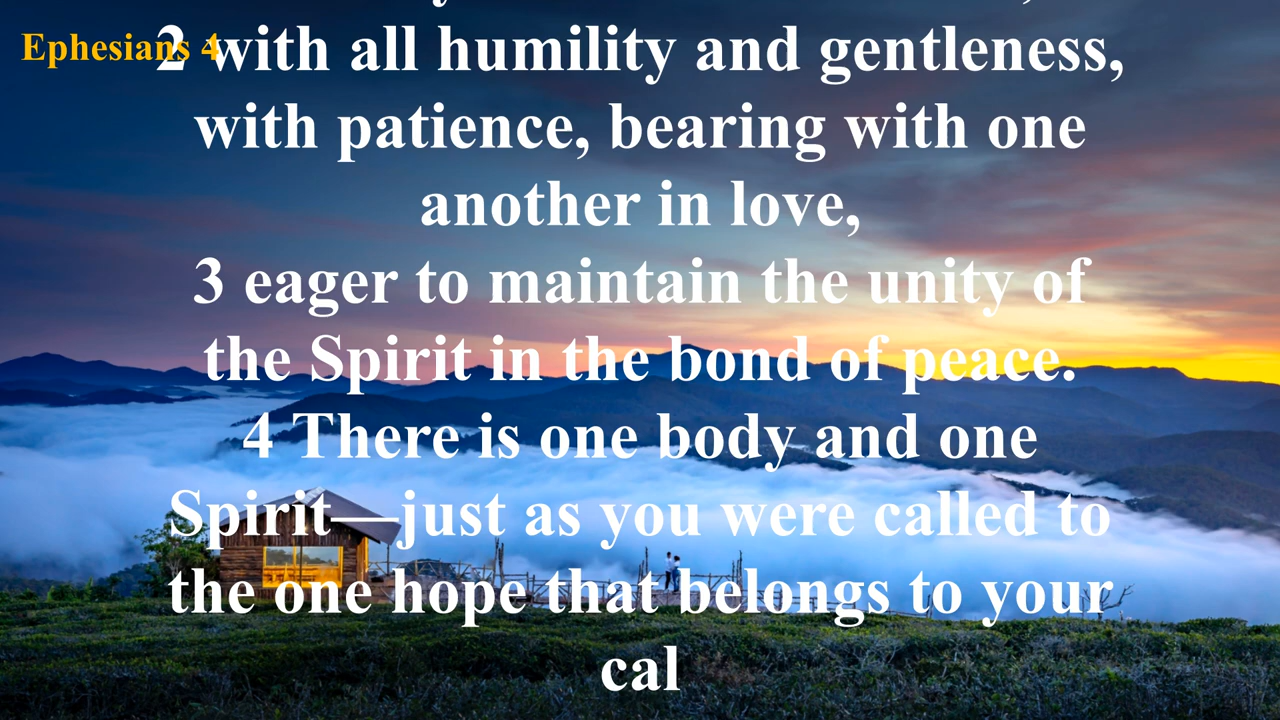 Ephesians 4
2 with all humility and gentleness,
with patience, bearing with one
another in love,
3 eager to maintain the unity of
the Spirit in the bond of peace.
4 There is one body and one
Spirit—just as you were called to
the one hope that belongs to your
cal